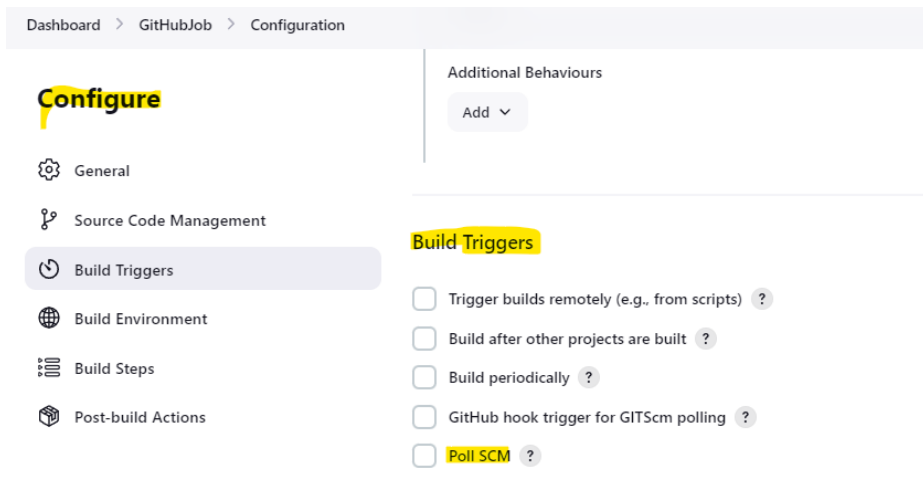 Dashboard > GitHubJob > Configuration
Configure
General
Source Code Management
Build Triggers
Build Environment
Build Steps
Post-build Actions
Additional Behaviours
Add
Build Triggers
Trigger builds remotely (e.g., from scripts) ?
Build after other projects are built ?
Build periodically ?
GitHub hook trigger for GITScm polling ?
Poll SCM ?